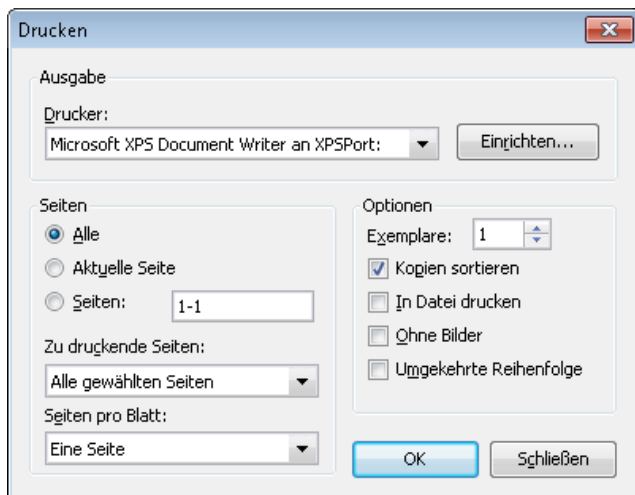 Drucken
Ausgabe
Drucker:
Microsoft XPS Document Writer an XPSPort:
Einrichten...
Seiten
Alle
Aktuelle Seite
Seiten: 1-1
Zu druckende Seiten:
Alle gewählten Seiten
Seiten pro Blatt:
Eine Seite
Optionen
Exemplare: 1
Kopien sortieren
In Datei drucken
Ohne Bilder
Umgekehrte Reihenfolge
OK
Schließen